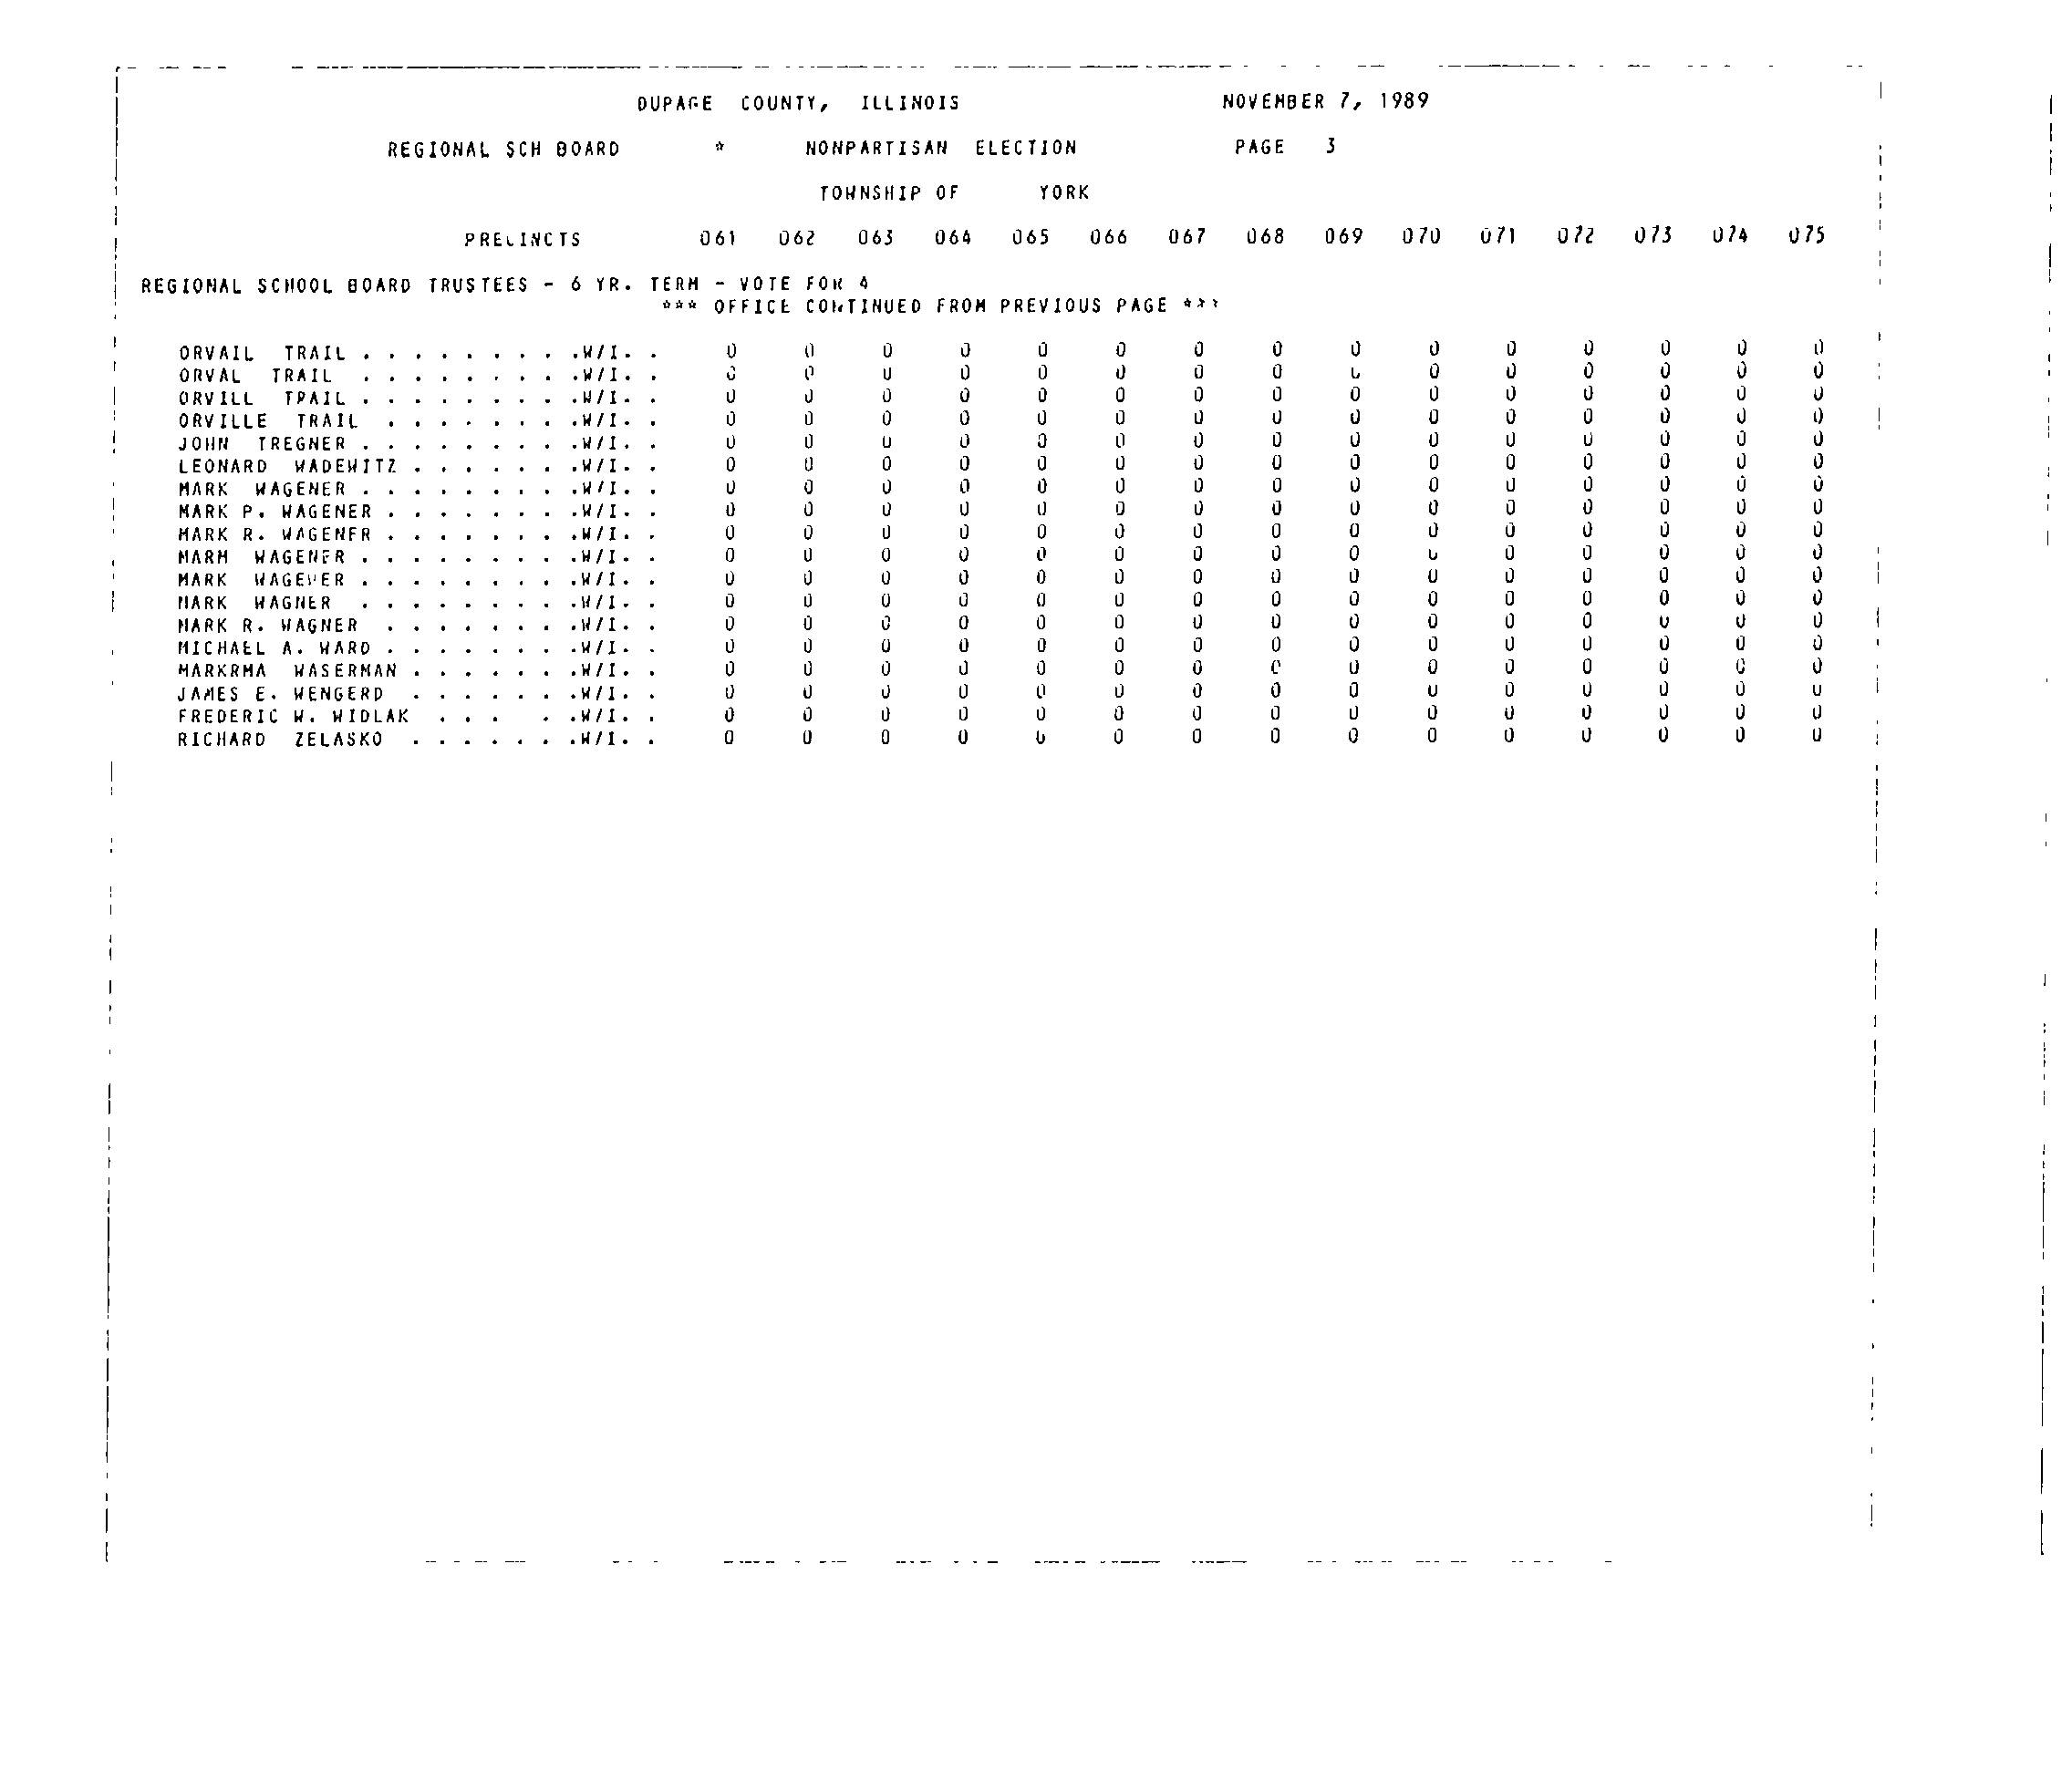 DUPAGE COUNTY, ILLINOIS NOVEMBER 7, 1989
REGIONAL SCH BOARD * NONPARTISAN ELECTION PAGE 3
TOWNSHIP OF YORK
PRECINCTS 061 062 063 064 065 066 067 068 069 070 071 072 073 074 075
REGIONAL SCHOOL BOARD TRUSTEES - 6 YR. TERM - VOTE FOR 4
*** OFFICE CONTINUED FROM PREVIOUS PAGE ***
ORVAIL TRAIL . . . . . . . . .W/I. . 0 0 0 0 0 0 0 0 0 0 0 0 0 0 0
ORVAL TRAIL . . . . . . . . .W/I. . 0 0 0 0 0 0 0 0 0 0 0 0 0 0 0
ORVILL TRAIL . . . . . . . . .W/I. . 0 0 0 0 0 0 0 0 0 0 0 0 0 0 0
ORVILLE TRAIL . . . . . . . .W/I. . 0 0 0 0 0 0 0 0 0 0 0 0 0 0 0
JOHN TREGNER . . . . . . . . .W/I. . 0 0 0 0 0 0 0 0 0 0 0 0 0 0 0
LEONARD WADEWITZ . . . . . . .W/I. . 0 0 0 0 0 0 0 0 0 0 0 0 0 0 0
MARK WAGENER . . . . . . . . .W/I. . 0 0 0 0 0 0 0 0 0 0 0 0 0 0 0
MARK P. WAGENER . . . . . . . .W/I. . 0 0 0 0 0 0 0 0 0 0 0 0 0 0 0
MARK R. WAGENER . . . . . . . .W/I. . 0 0 0 0 0 0 0 0 0 0 0 0 0 0 0
MARM WAGENER . . . . . . . . .W/I. . 0 0 0 0 0 0 0 0 0 0 0 0 0 0 0
MARK . . . . . . . . .W/I. . 0 0 0 0 0 0 0 0 0 0 0 0 0 0 0
MARK WAGNER . . . . . . . . .W/I. . 0 0 0 0 0 0 0 0 0 0 0 0 0 0 0
MARK R. WAGNER . . . . . . . .W/I. . 0 0 0 0 0 0 0 0 0 0 0 0 0 0 0
MICHAEL A. WARD . . . . . . . .W/I. . 0 0 0 0 0 0 0 0 0 0 0 0 0 0 0
MARKRMA WASERMAN . . . . . . .W/I. . 0 0 0 0 0 0 0 0 0 0 0 0 0 0 0
JAMES E. WENGERD . . . . . . .W/I. . 0 0 0 0 0 0 0 0 0 0 0 0 0 0 0
FREDERIC W. WIDLAK . . . . .W/I. . 0 0 0 0 0 0 0 0 0 0 0 0 0 0 0
RICHARD ZELASKO . . . . . . .W/I. . 0 0 0 0 0 0 0 0 0 0 0 0 0 0 0